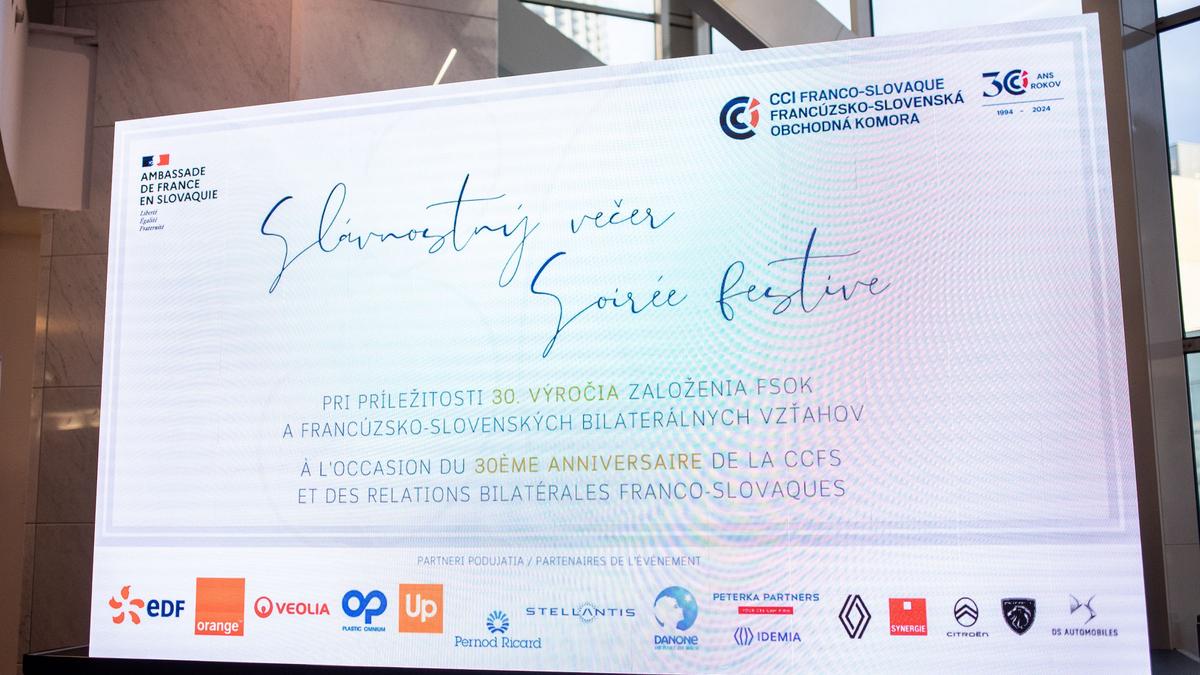 CCI FRANCO-SLOVAQUE
FRANCÚZSKO-SLOVENSKÁ
OBCHODNÁ KOMORA
30 ANS
ROKOV
1994 - 2024
AMBASSADE
DE FRANCE
EN SLOVAQUIE
Liberté
Égalité
Fraternité
Slávnostný večer
Soirée festive
PRI PRÍLEŽITOSTI 30. VÝROČIA ZALOŽENIA FSOK
A FRANCÚZSKO-SLOVENSKÝCH BILATERÁLNYCH VZŤAHOV
À L'OCCASION DU 30ÈME ANNIVERSAIRE DE LA CCFS
ET DES RELATIONS BILATÉRALES FRANCO-SLOVAQUES
PARTNERI PODUJATIA / PARTENAIRES DE L'ÉVÉNEMENT
EDF
orange
VEOLIA
OP
PLASTIC OMNIUM
Up
Pernod Ricard
STELLANTIS
DANONE
PETERKA PARTNERS
IDEMIA
SYNERGIE
CITROËN
PEUGEOT
DS AUTOMOBILES